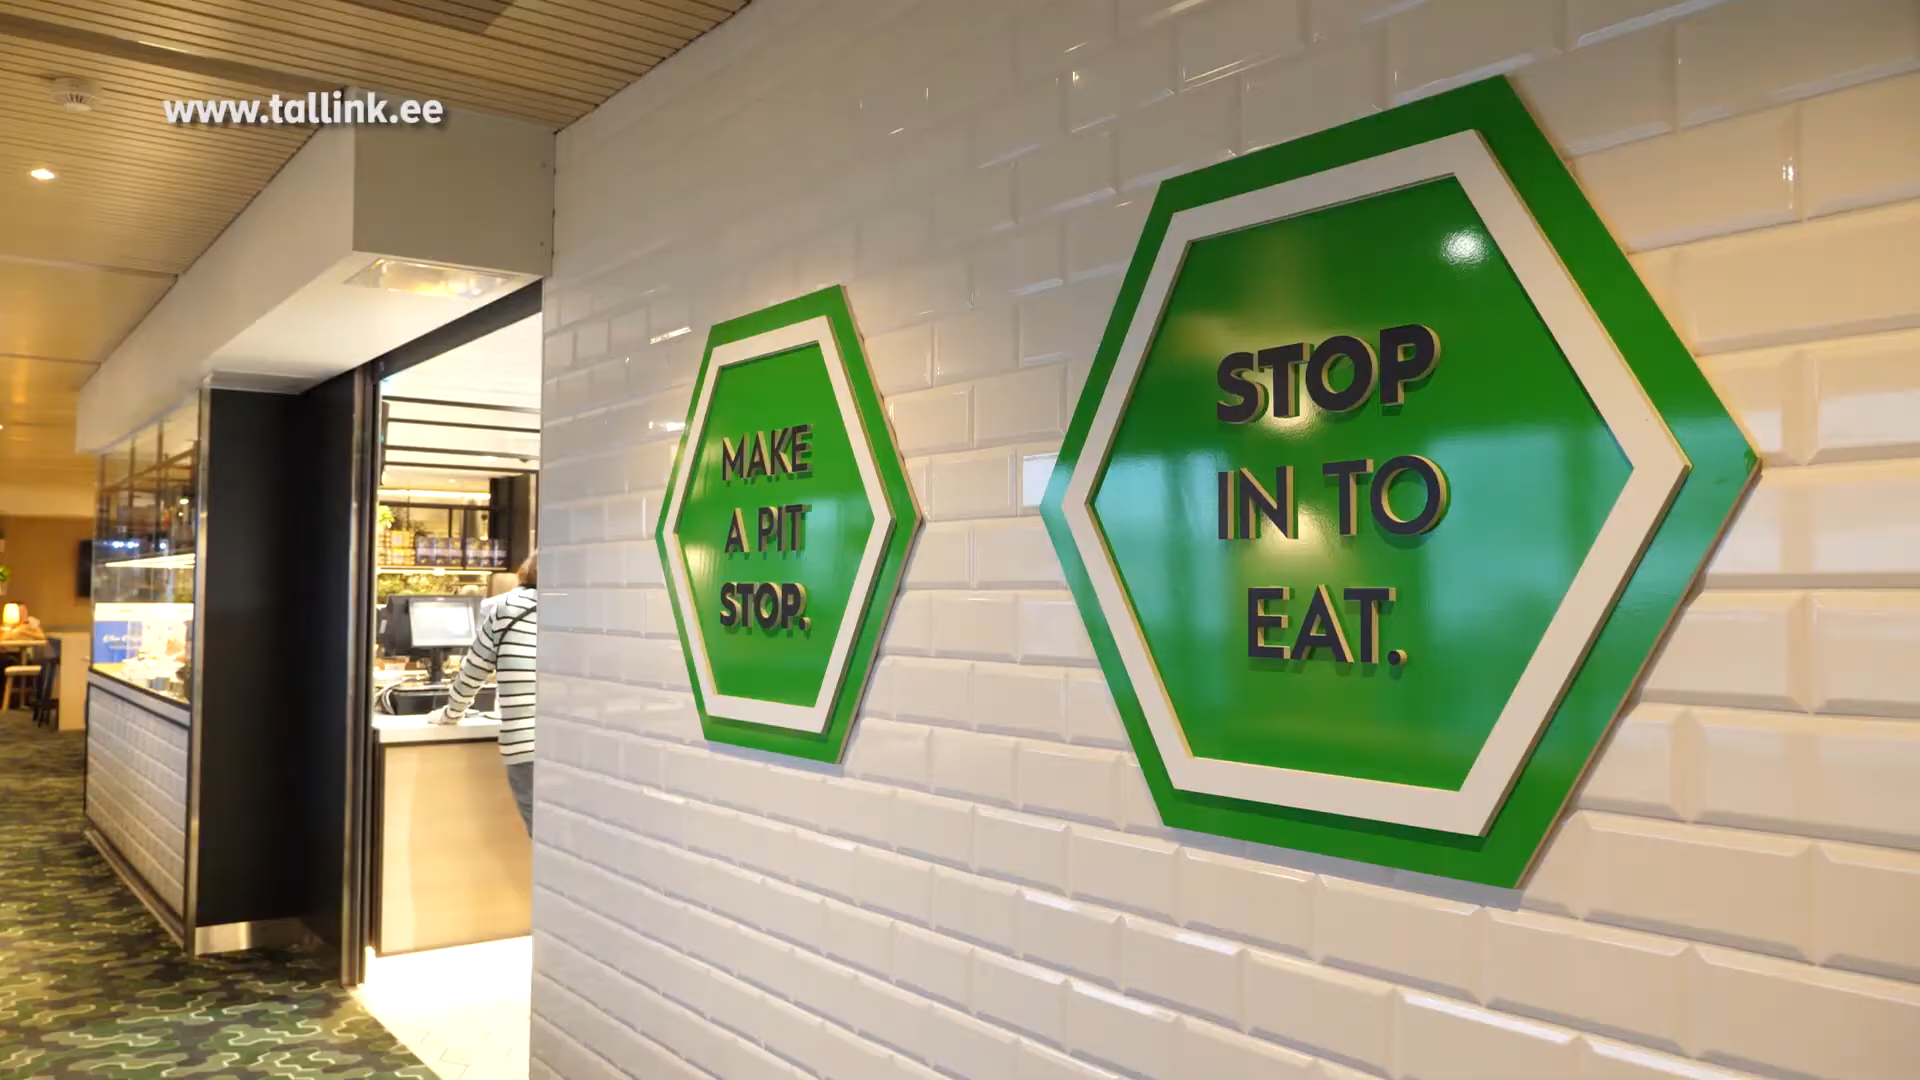 www.tallink.ee
MAKE
A PIT
STOP.
STOP
IN TO
EAT.